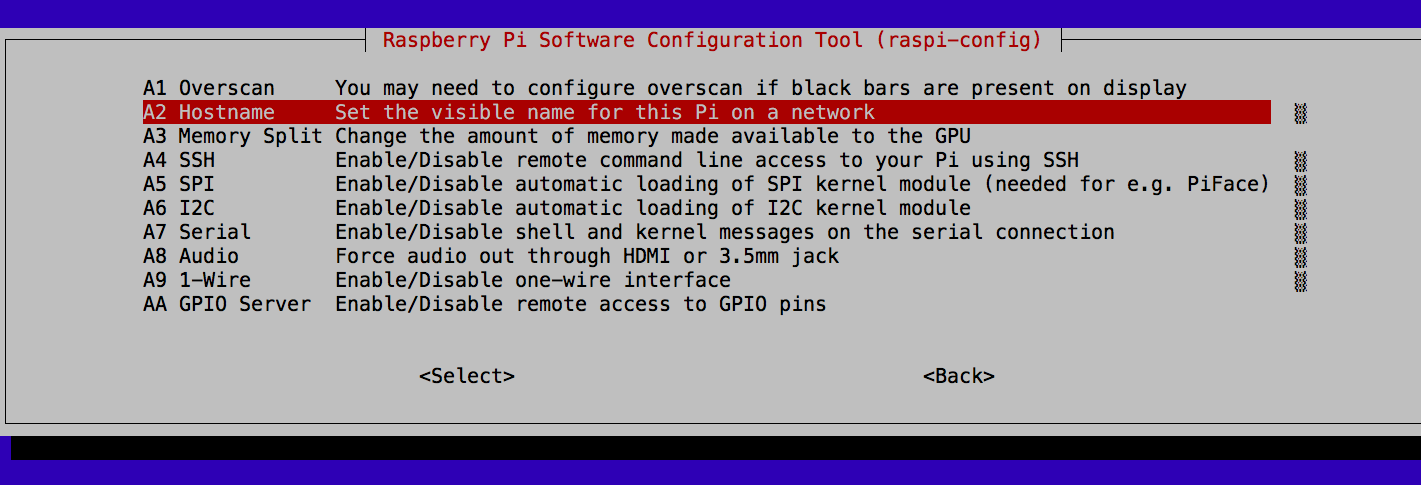 Raspberry Pi Software Configuration Tool (raspi-config)
A1 Overscan You may need to configure overscan if black bars are present on display
A2 Hostname Set the visible name for this Pi on a network
A3 Memory Split Change the amount of memory made available to the GPU
A4 SSH Enable/Disable remote command line access to your Pi using SSH
A5 SPI Enable/Disable automatic loading of SPI kernel module (needed for e.g. PiFace)
A6 I2C Enable/Disable automatic loading of I2C kernel module
A7 Serial Enable/Disable shell and kernel messages on the serial connection
A8 Audio Force audio out through HDMI or 3.5mm jack
A9 1-Wire Enable/Disable one-wire interface
AA GPIO Server Enable/Disable remote access to GPIO pins
<Select> <Back>